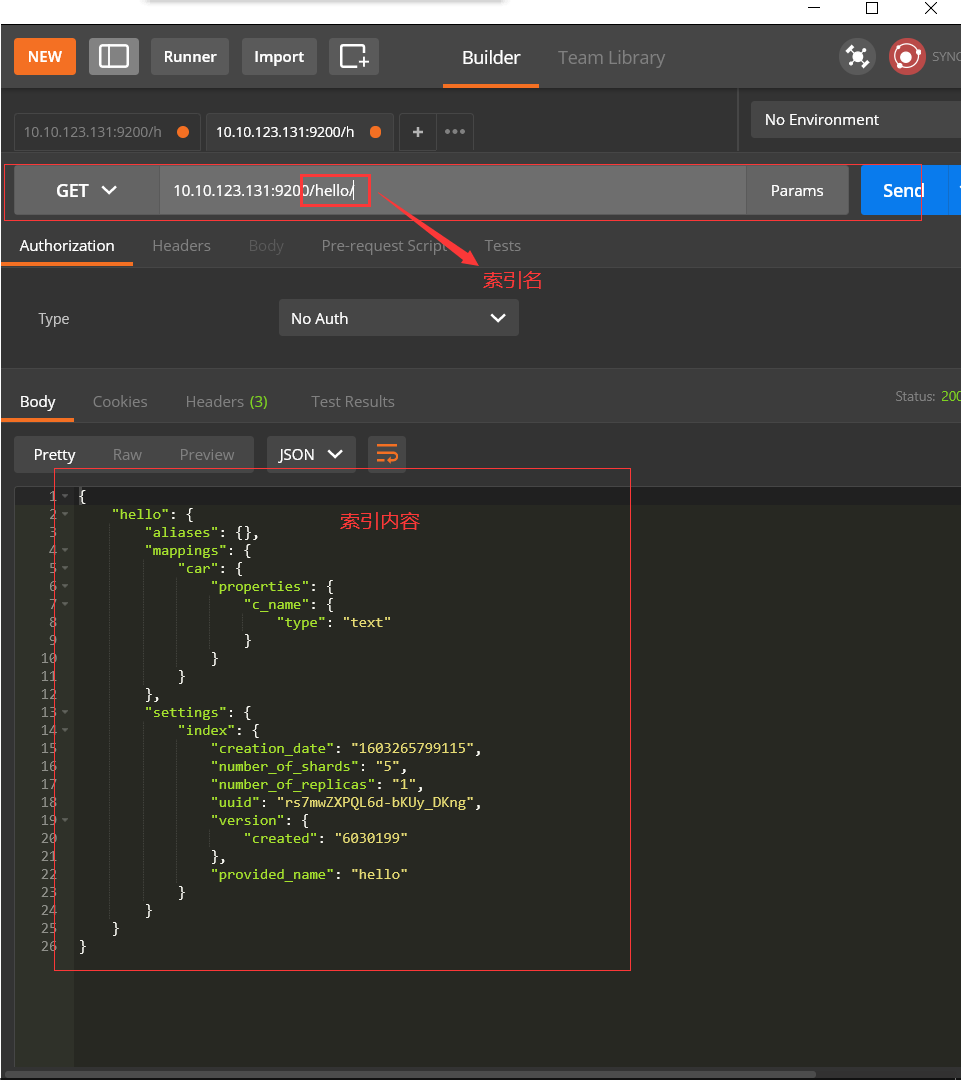 NEW Runner Import Builder Team Library SYNC
10.10.123.131:9200/h 10.10.123.131:9200/h + ••• No Environment
GET 10.10.123.131:9200/hello/ Params Send
Authorization Headers Body Pre-request Script Tests
索引名
Type No Auth
Body Cookies Headers (3) Test Results Status: 200
Pretty Raw Preview JSON
1 {
2 "hello": {
索引内容
3 "aliases": {},
4 "mappings": {
5 "car": {
6 "properties": {
7 "c_name": {
8 "type": "text"
9 }
10 }
11 }
12 },
13 "settings": {
14 "index": {
15 "creation_date": "1603265799115",
16 "number_of_shards": "5",
17 "number_of_replicas": "1",
18 "uuid": "rs7mwZXPQL6d-bKUy_DKng",
19 "version": {
20 "created": "6030199"
21 },
22 "provided_name": "hello"
23 }
24 }
25 }
26 }